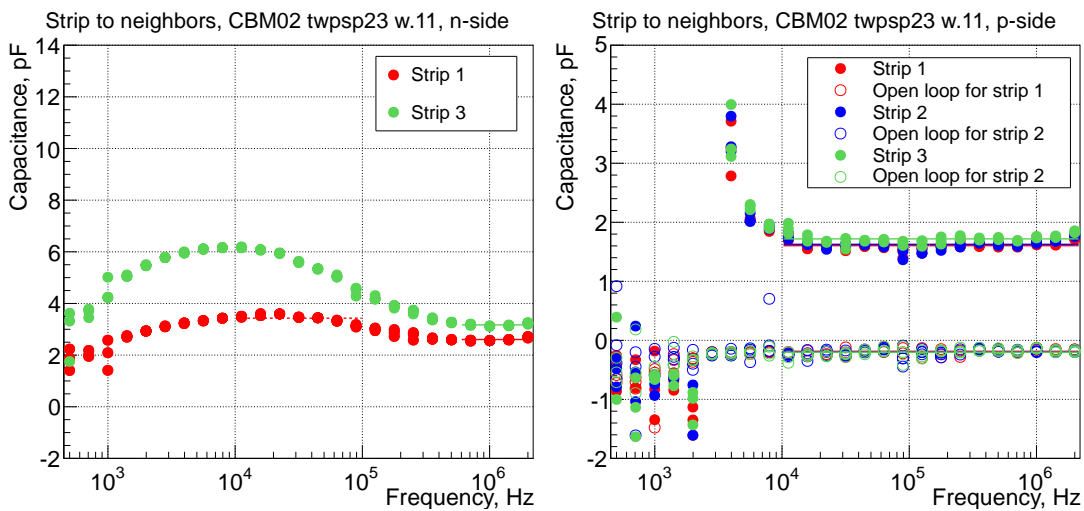 Strip to neighbors, CBM02 twpsp23 w.11, n-side
Capacitance, pF
14
12
10
8
6
4
2
0
-2
Strip 1
Strip 3
10^3
10^4
10^5
10^6
Frequency, Hz
Strip to neighbors, CBM02 twpsp23 w.11, p-side
Capacitance, pF
5
4
3
2
1
0
-1
-2
Strip 1
Open loop for strip 1
Strip 2
Open loop for strip 2
Strip 3
Open loop for strip 2
10^3
10^4
10^5
10^6
Frequency, Hz